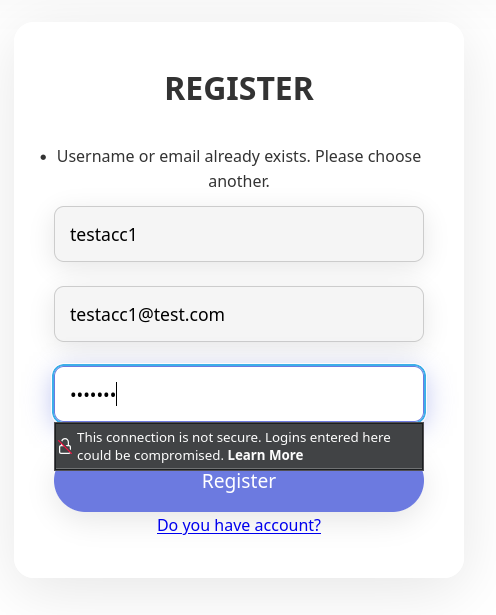 REGISTER
• Username or email already exists. Please choose
another.
testacc1
testacc1@test.com
•••••••
This connection is not secure. Logins entered here
could be compromised. Learn More
Register
Do you have account?